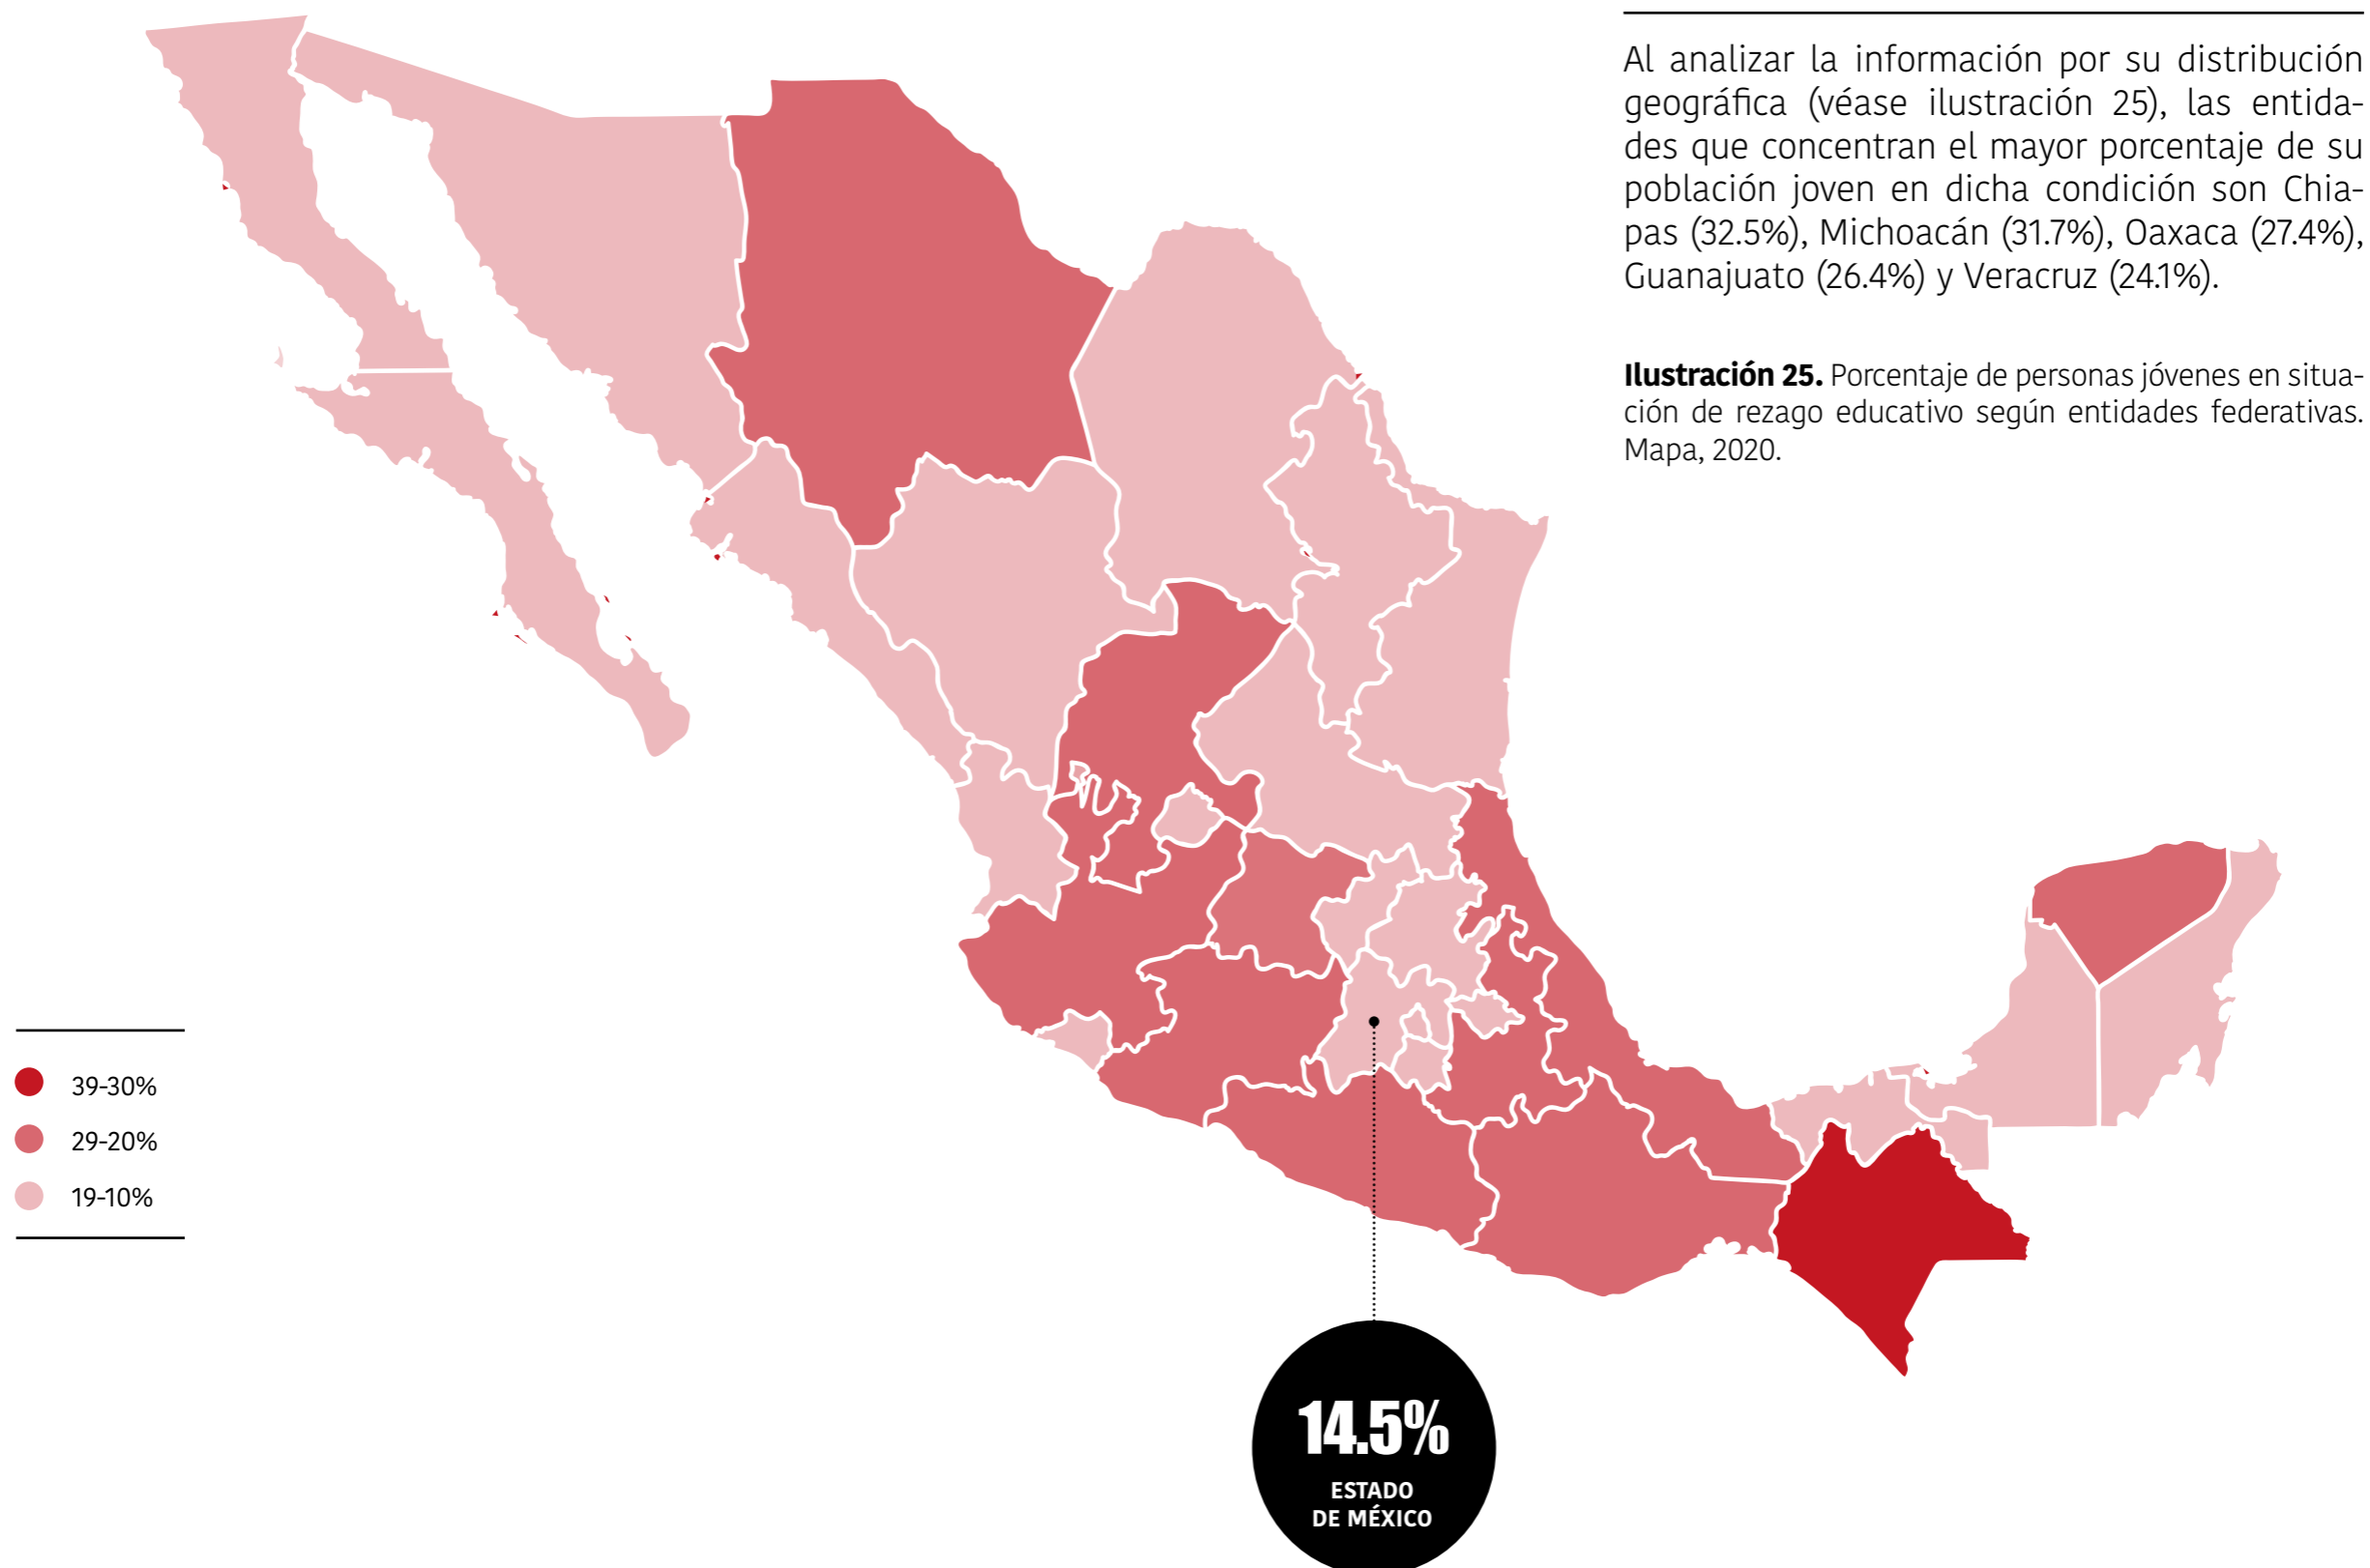 Al analizar la información por su distribución
geográfica (véase ilustración 25), las entida-
des que concentran el mayor porcentaje de su
población joven en dicha condición son Chia-
pas (32.5%), Michoacán (31.7%), Oaxaca (27.4%),
Guanajuato (26.4%) y Veracruz (24.1%).
Ilustración 25. Porcentaje de personas jóvenes en situa-
ción de rezago educativo según entidades federativas.
Mapa, 2020.
39-30%
29-20%
19-10%
14.5%
ESTADO
DE MÉXICO